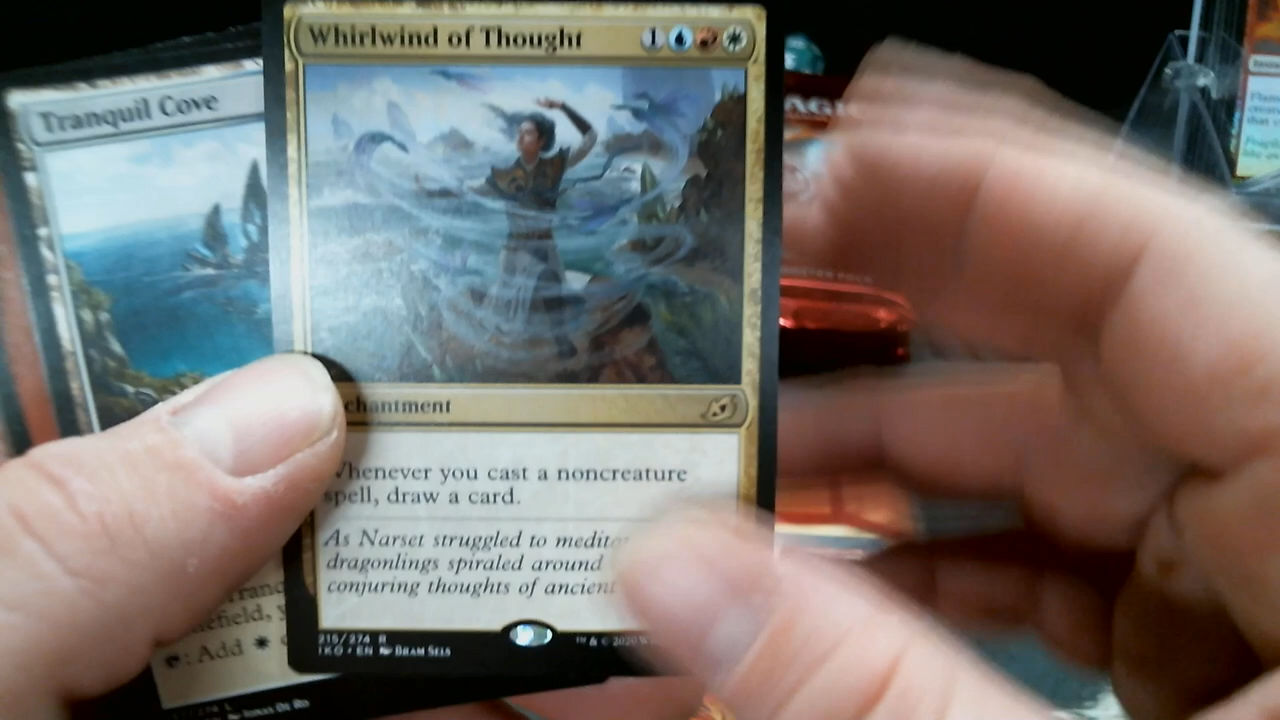 Whirlwind of Thought
1
Tranquil Cove
chantment
Whenever you cast a noncreature
spell, draw a card.
As Narset struggled to
dragonlings spiraled around
conjuring thoughts of ancient
: Add
215/274 R
IKO • EN Bram Sels
™ & © 2020